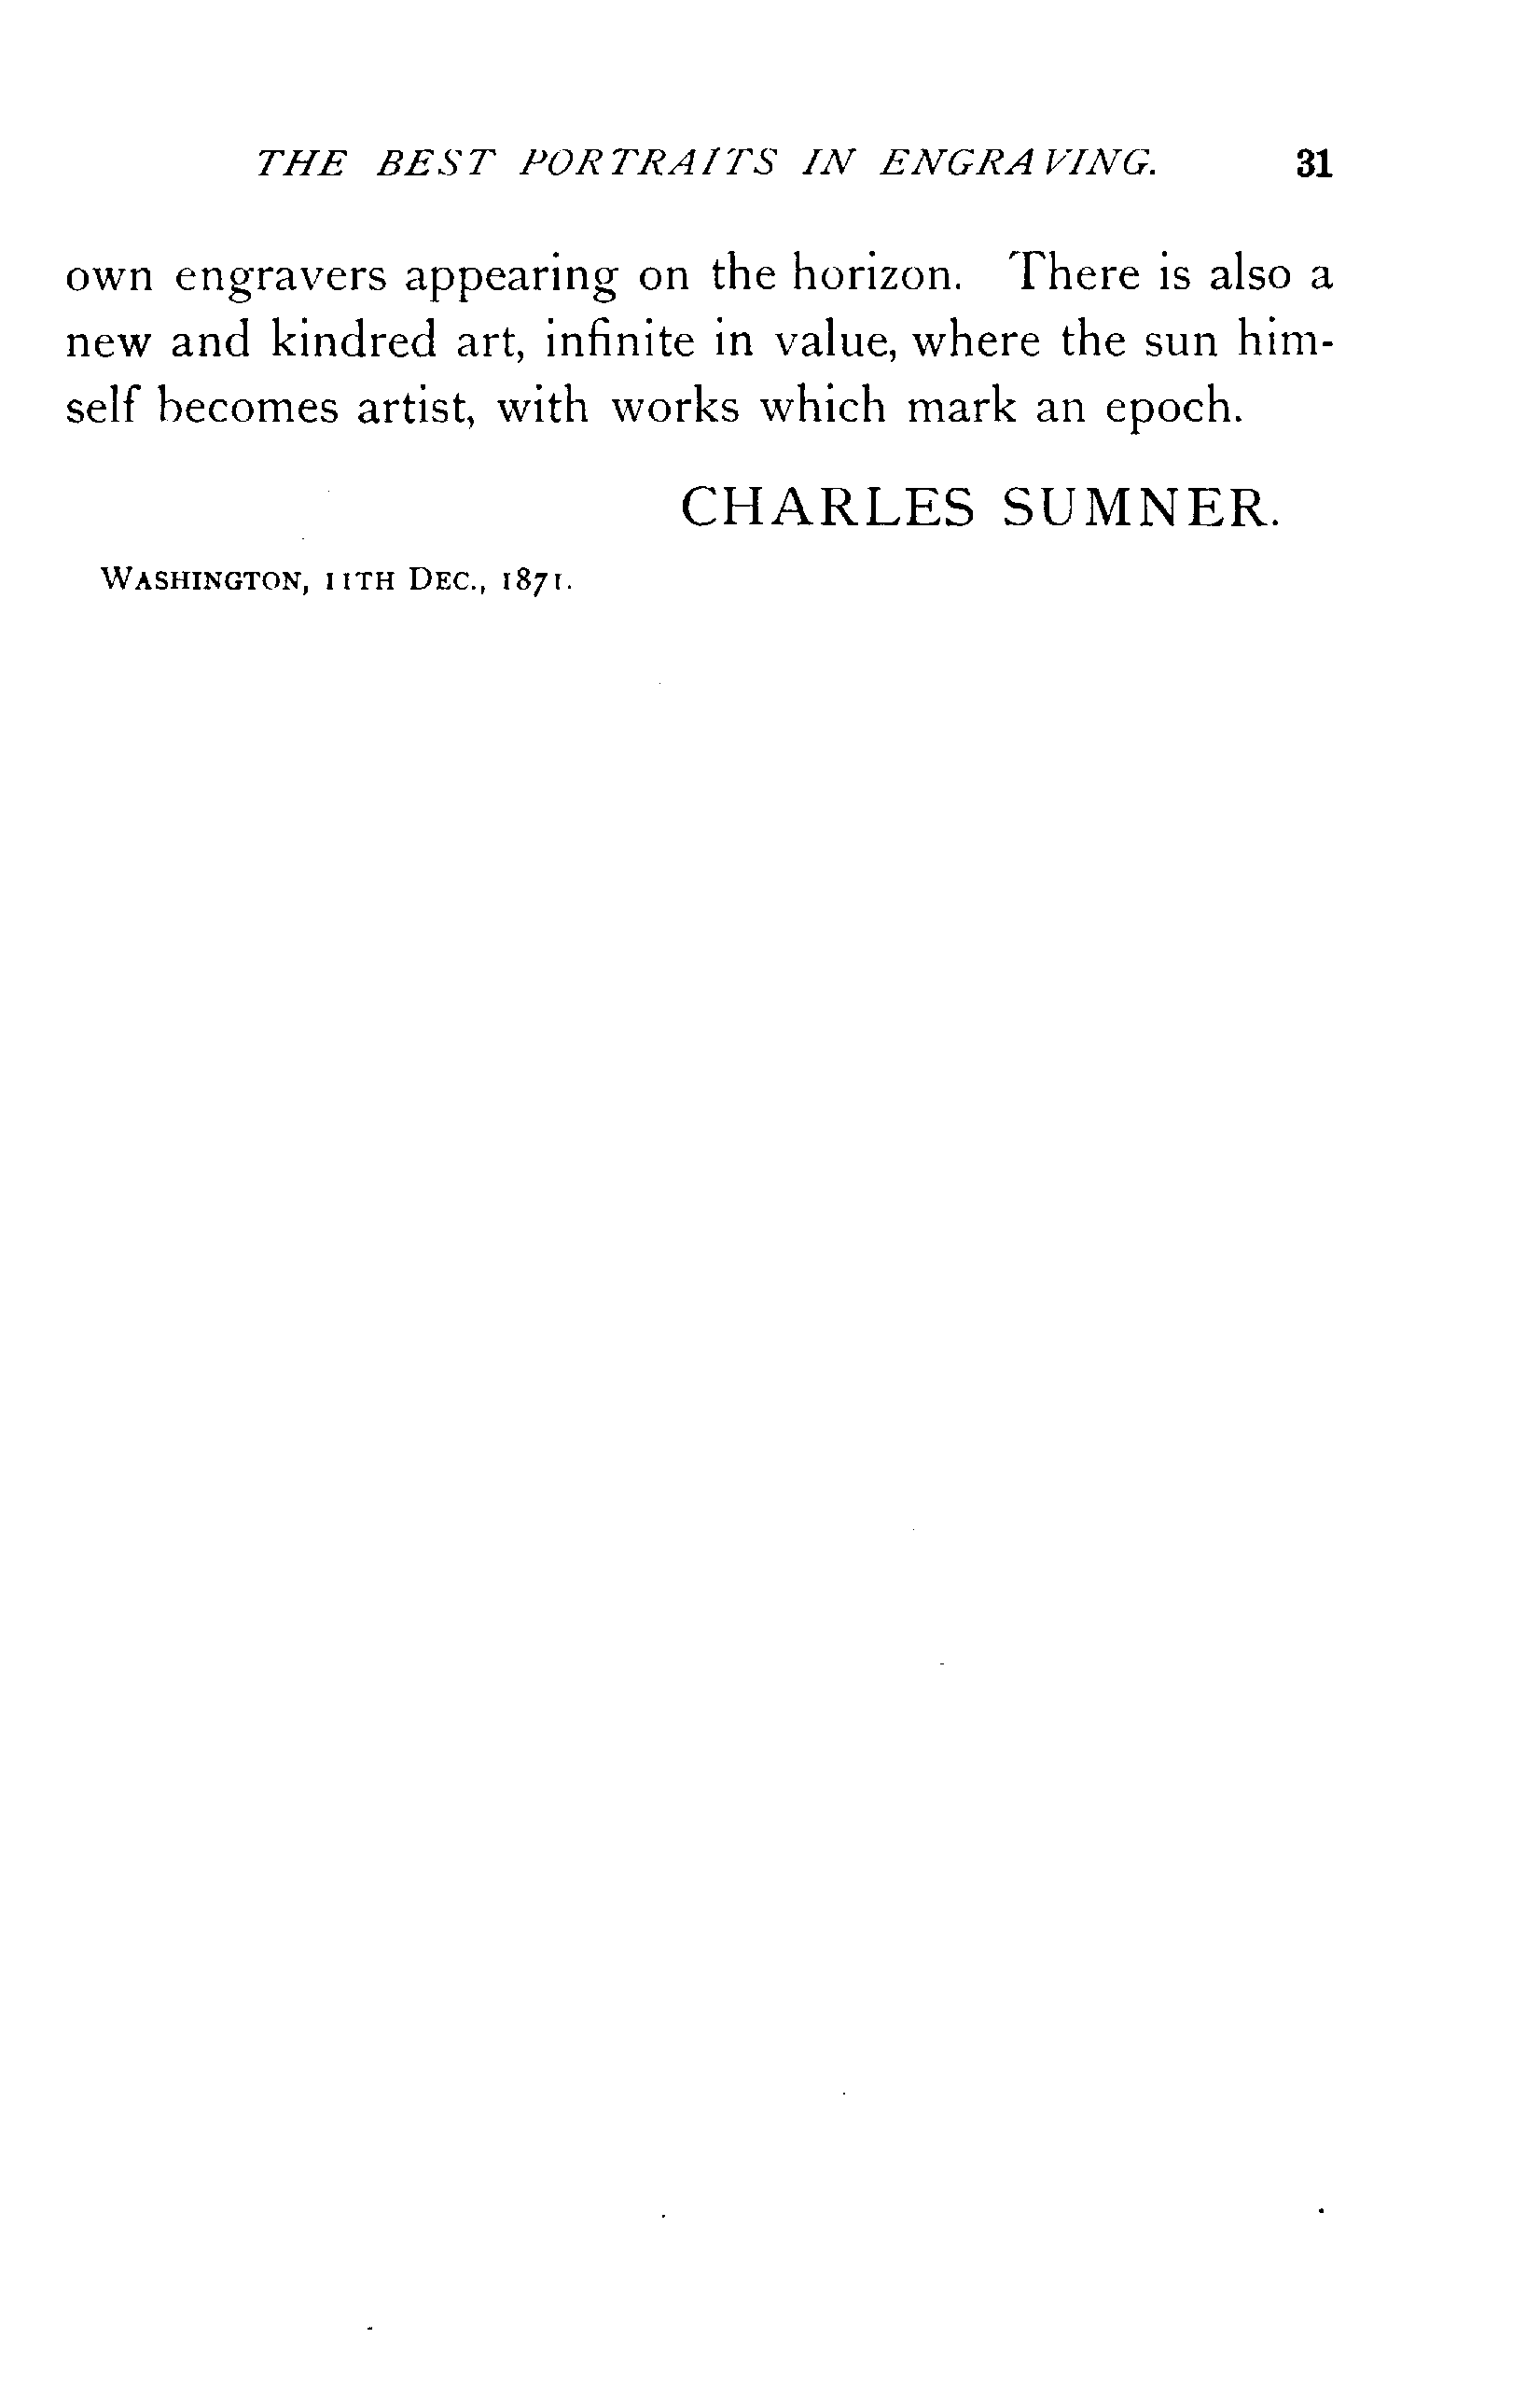 THE BEST PORTRAITS IN ENGRAVING. 31
own engravers appearing on the horizon. There is also a
new and kindred art, infinite in value, where the sun him-
self becomes artist, with works which mark an epoch.
CHARLES SUMNER.
WASHINGTON, 11TH DEC., 1871.